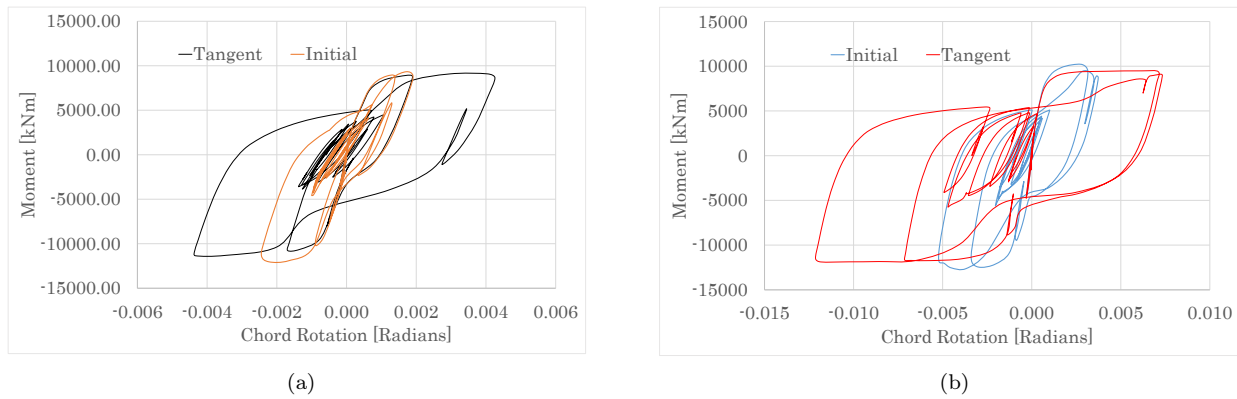 Tangent Initial
15000.00
10000.00
5000.00
0.00
-5000.00
-10000.00
-15000.00
Moment [kNm]
-0.006 -0.004 -0.002 0.000 0.002 0.004 0.006
Chord Rotation [Radians]
(a)
Initial Tangent
15000
10000
5000
0
-5000
-10000
-15000
Moment [kNm]
-0.015 -0.010 -0.005 0.000 0.005 0.010
Chord Rotation [Radians]
(b)